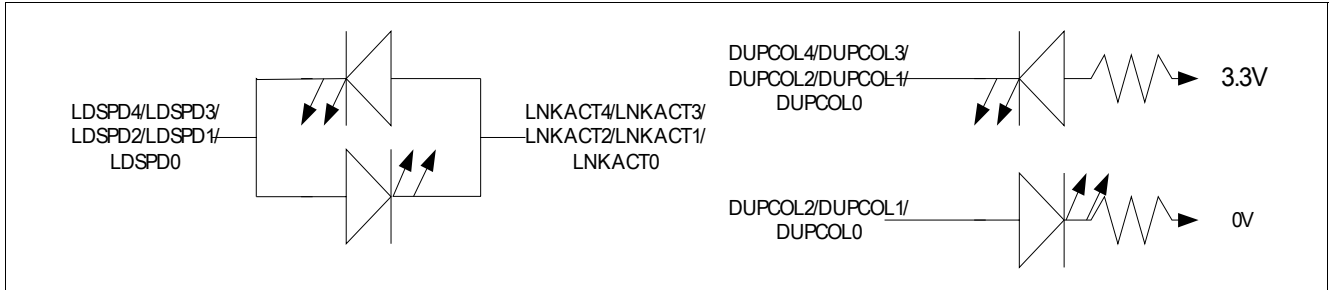 LDSPD4/LDSPD3/
LDSPD2/LDSPD1/
LDSPD0
LNKACT4/LNKACT3/
LNKACT2/LNKACT1/
LNKACT0
DUPCOL4/DUPCOL3/
DUPCOL2/DUPCOL1/
DUPCOL0
3.3V
DUPCOL2/DUPCOL1/
DUPCOL0
0V